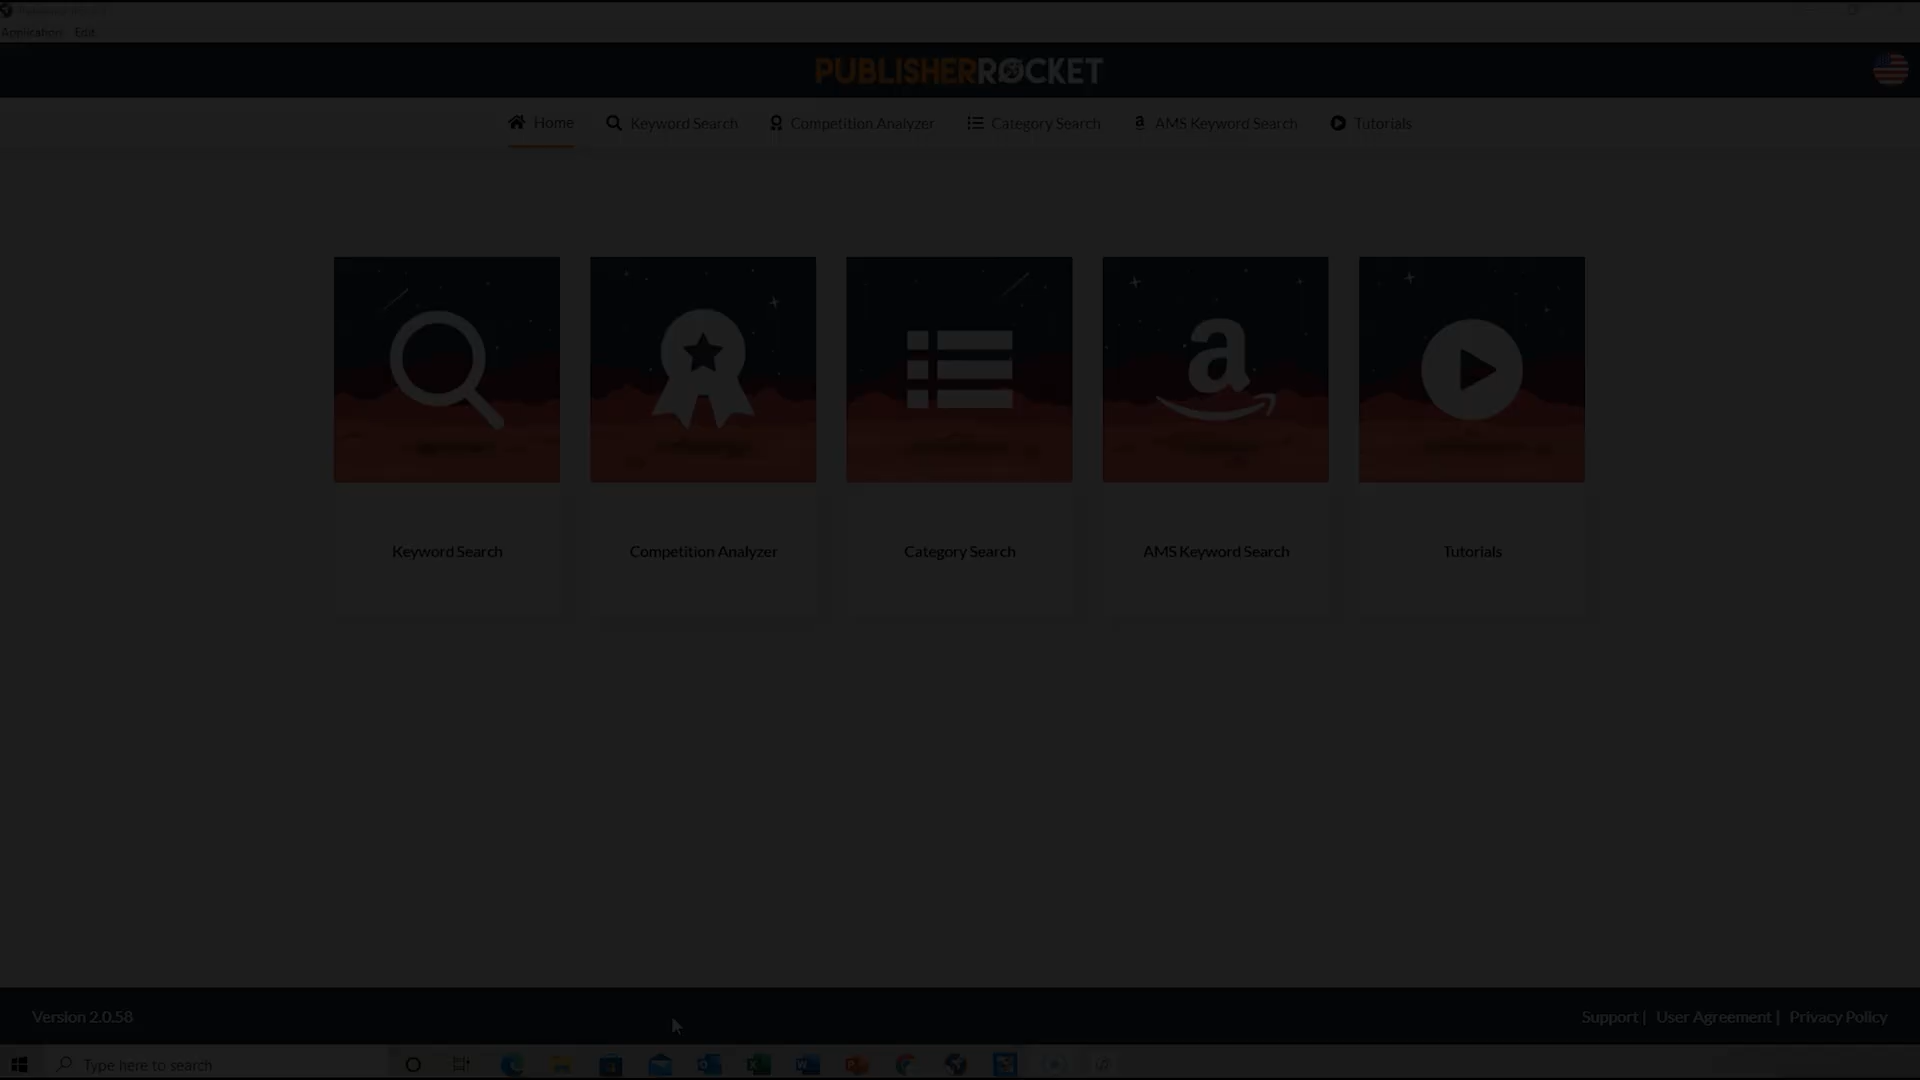 Application Edit
PUBLISHERROCKET
Home Keyword Search Competition Analyzer Category Search AMS Keyword Search Tutorials
Keyword Search Competition Analyzer Category Search AMS Keyword Search Tutorials
Version 2.0.58 Support | User Agreement | Privacy Policy
Type here to search